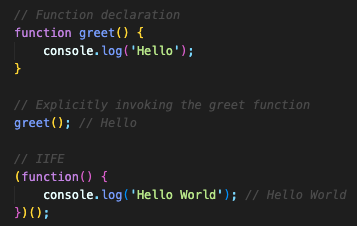 // Function declaration
function greet() {
    console.log('Hello');
}

// Explicitly invoking the greet function
greet(); // Hello

// IIFE
(function() {
    console.log('Hello World'); // Hello World
})();